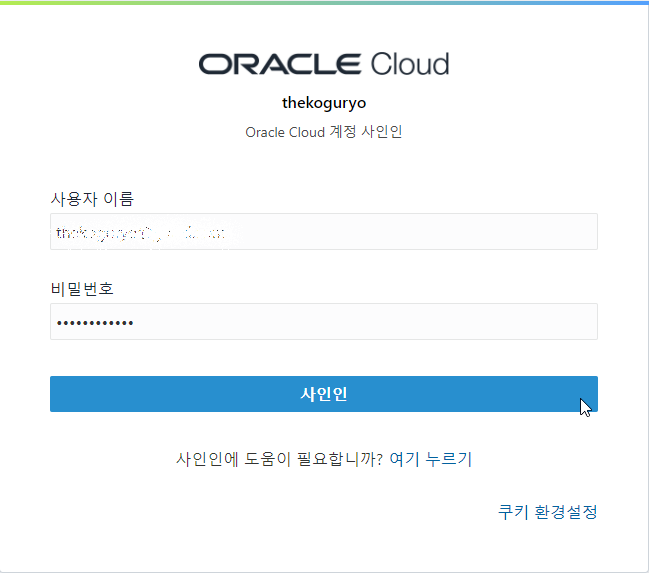 ORACLE Cloud
thekoguryo
Oracle Cloud 계정 사인인
사용자 이름
비밀번호
••••••••••••
사인인
사인인에 도움이 필요합니까? 여기 누르기
쿠키 환경설정